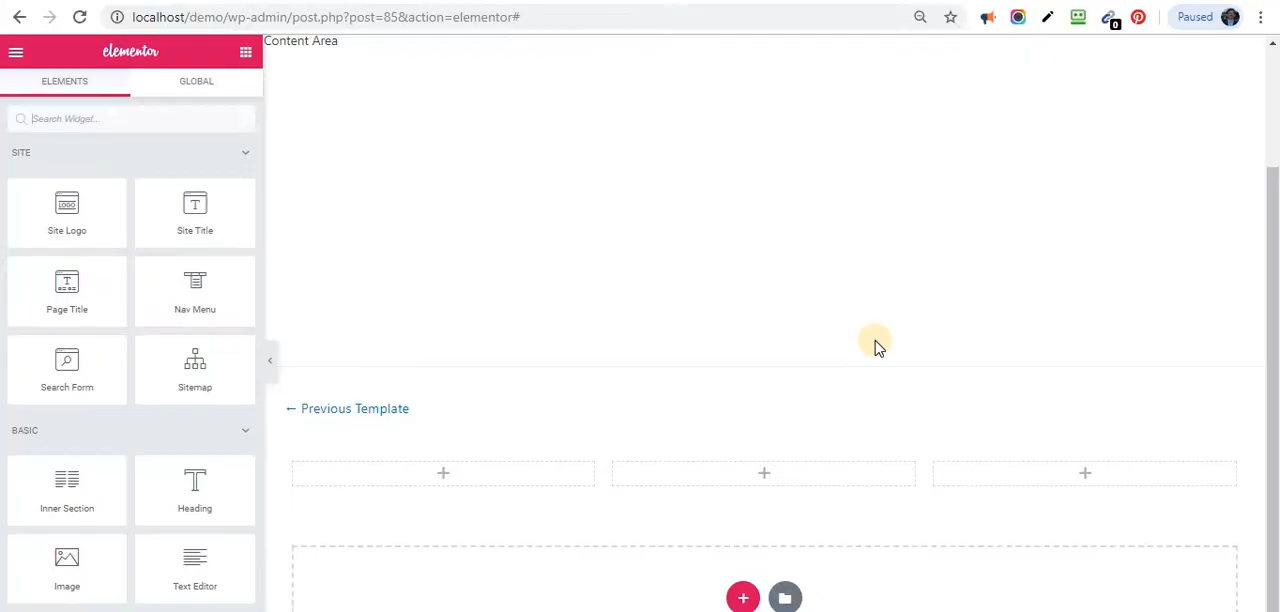 localhost/demo/wp-admin/post.php?post=85&action=elementor#
0
Paused
elementor
Content Area
ELEMENTS
GLOBAL
Search Widget...
SITE
Site Logo
Site Title
Page Title
Nav Menu
Search Form
Sitemap
← Previous Template
BASIC
Inner Section
Heading
Image
Text Editor